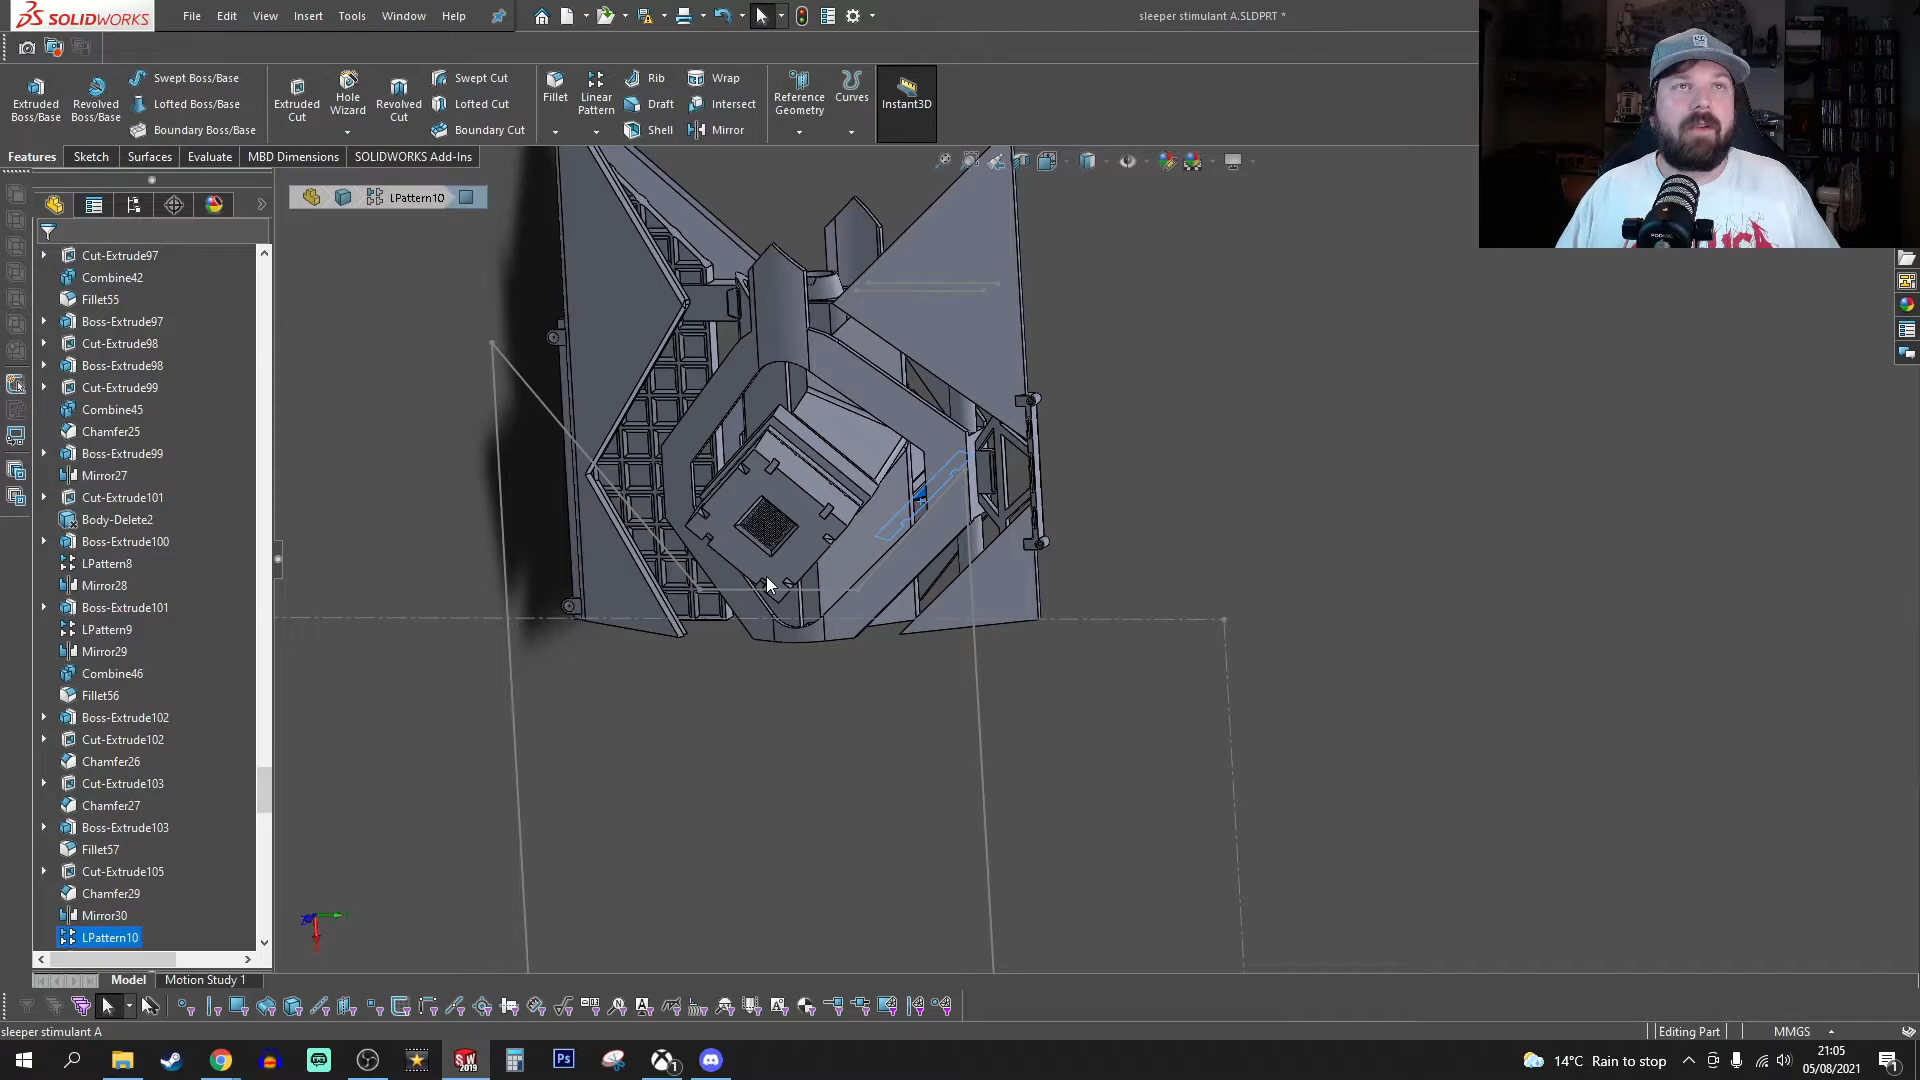 SOLIDWORKS File Edit View Insert Tools Window Help sleeper stimulant A.SLDPRT *
Extruded Boss/Base
Revolved Boss/Base
Swept Boss/Base
Lofted Boss/Base
Boundary Boss/Base
Extruded Cut
Hole Wizard
Revolved Cut
Swept Cut
Lofted Cut
Boundary Cut
Fillet
Linear Pattern
Rib
Draft
Shell
Wrap
Intersect
Mirror
Reference Geometry
Curves
Instant3D
Features Sketch Surfaces Evaluate MBD Dimensions SOLIDWORKS Add-Ins
LPattern10
Cut-Extrude97
Combine42
Fillet55
Boss-Extrude97
Cut-Extrude98
Boss-Extrude98
Cut-Extrude99
Combine45
Chamfer25
Boss-Extrude99
Mirror27
Cut-Extrude101
Body-Delete2
Boss-Extrude100
LPattern8
Mirror28
Boss-Extrude101
LPattern9
Mirror29
Combine46
Fillet56
Boss-Extrude102
Cut-Extrude102
Chamfer26
Cut-Extrude103
Chamfer27
Boss-Extrude103
Fillet57
Cut-Extrude105
Chamfer29
Mirror30
LPattern10
Model Motion Study 1
sleeper stimulant A Editing Part MMGS
14°C Rain to stop 21:05
05/08/2021